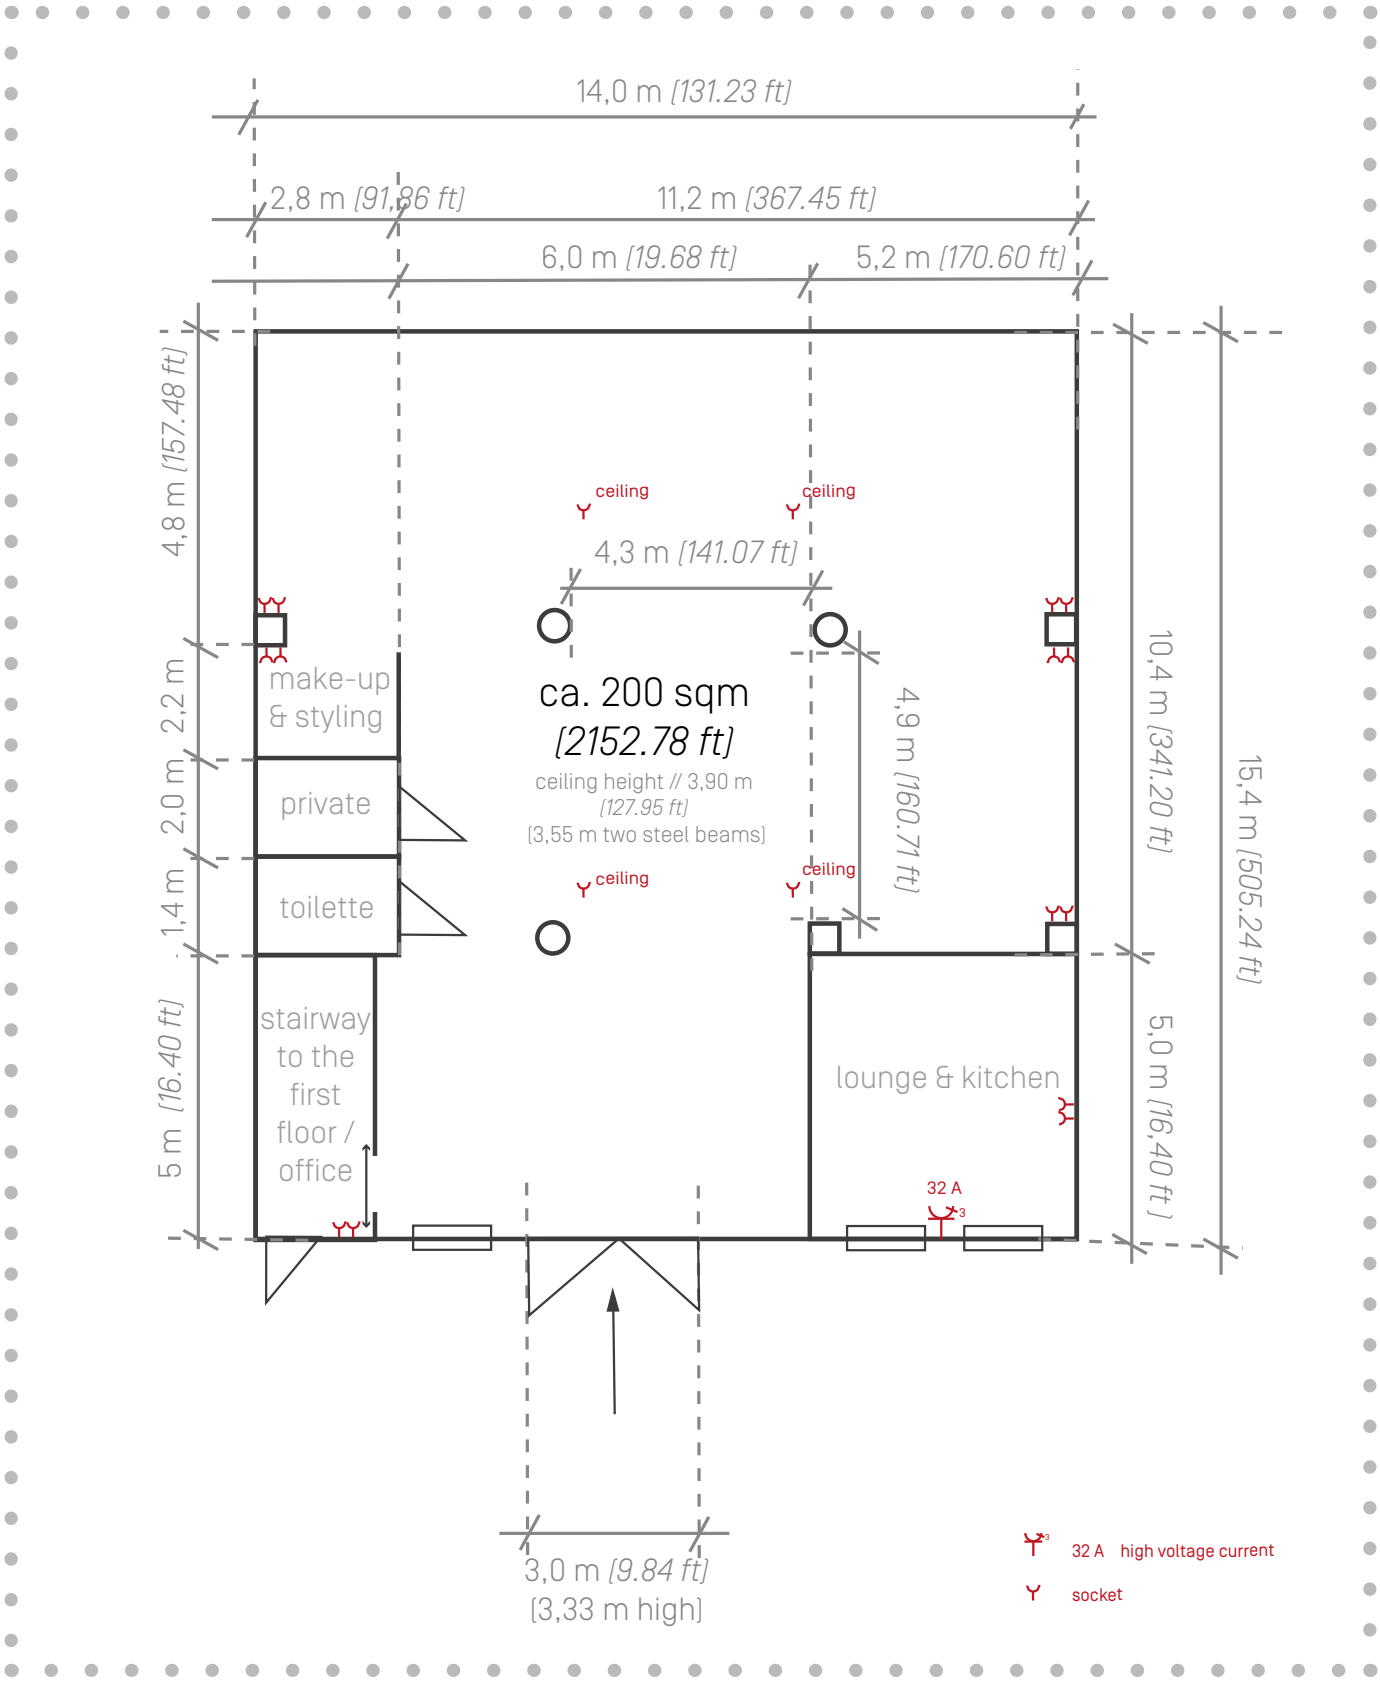 14,0 m (131.23 ft)
2,8 m (91,86 ft)
11,2 m (367.45 ft)
6,0 m (19.68 ft)
5,2 m (170.60 ft)
4,8 m (157.48 ft)
ceiling
ceiling
4,3 m (141.07 ft)
2,2 m
make-up
& styling
ca. 200 sqm
(2152.78 ft)
ceiling height // 3,90 m
(127.95 ft)
(3,55 m two steel beams)
4,9 m (160.71 ft)
10,4 m (341.20 ft)
15,4 m (505.24 ft)
2,0 m
private
1,4 m
toilette
ceiling
ceiling
5 m (16.40 ft)
stairway
to the
first
floor /
office
lounge & kitchen
5,0 m (16,40 ft )
32 A
3
3,0 m (9.84 ft)
(3,33 m high)
3
32 A high voltage current
socket